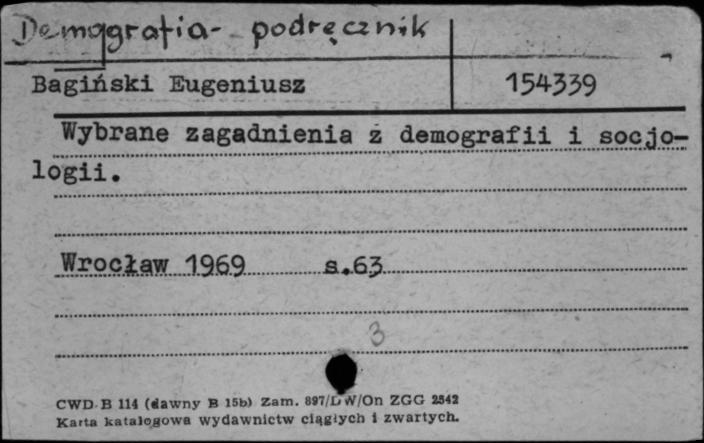 Demografia - podręcznik
Bagiński Eugeniusz 154339
Wybrane zagadnienia z demografii i socjo-
logii.
Wrocław 1969 s.63
3
CWD B 114 (dawny B 15b) Zam. 897/DW/On ZGG 2542
Karta katalogowa wydawnictw ciągłych i zwartych.